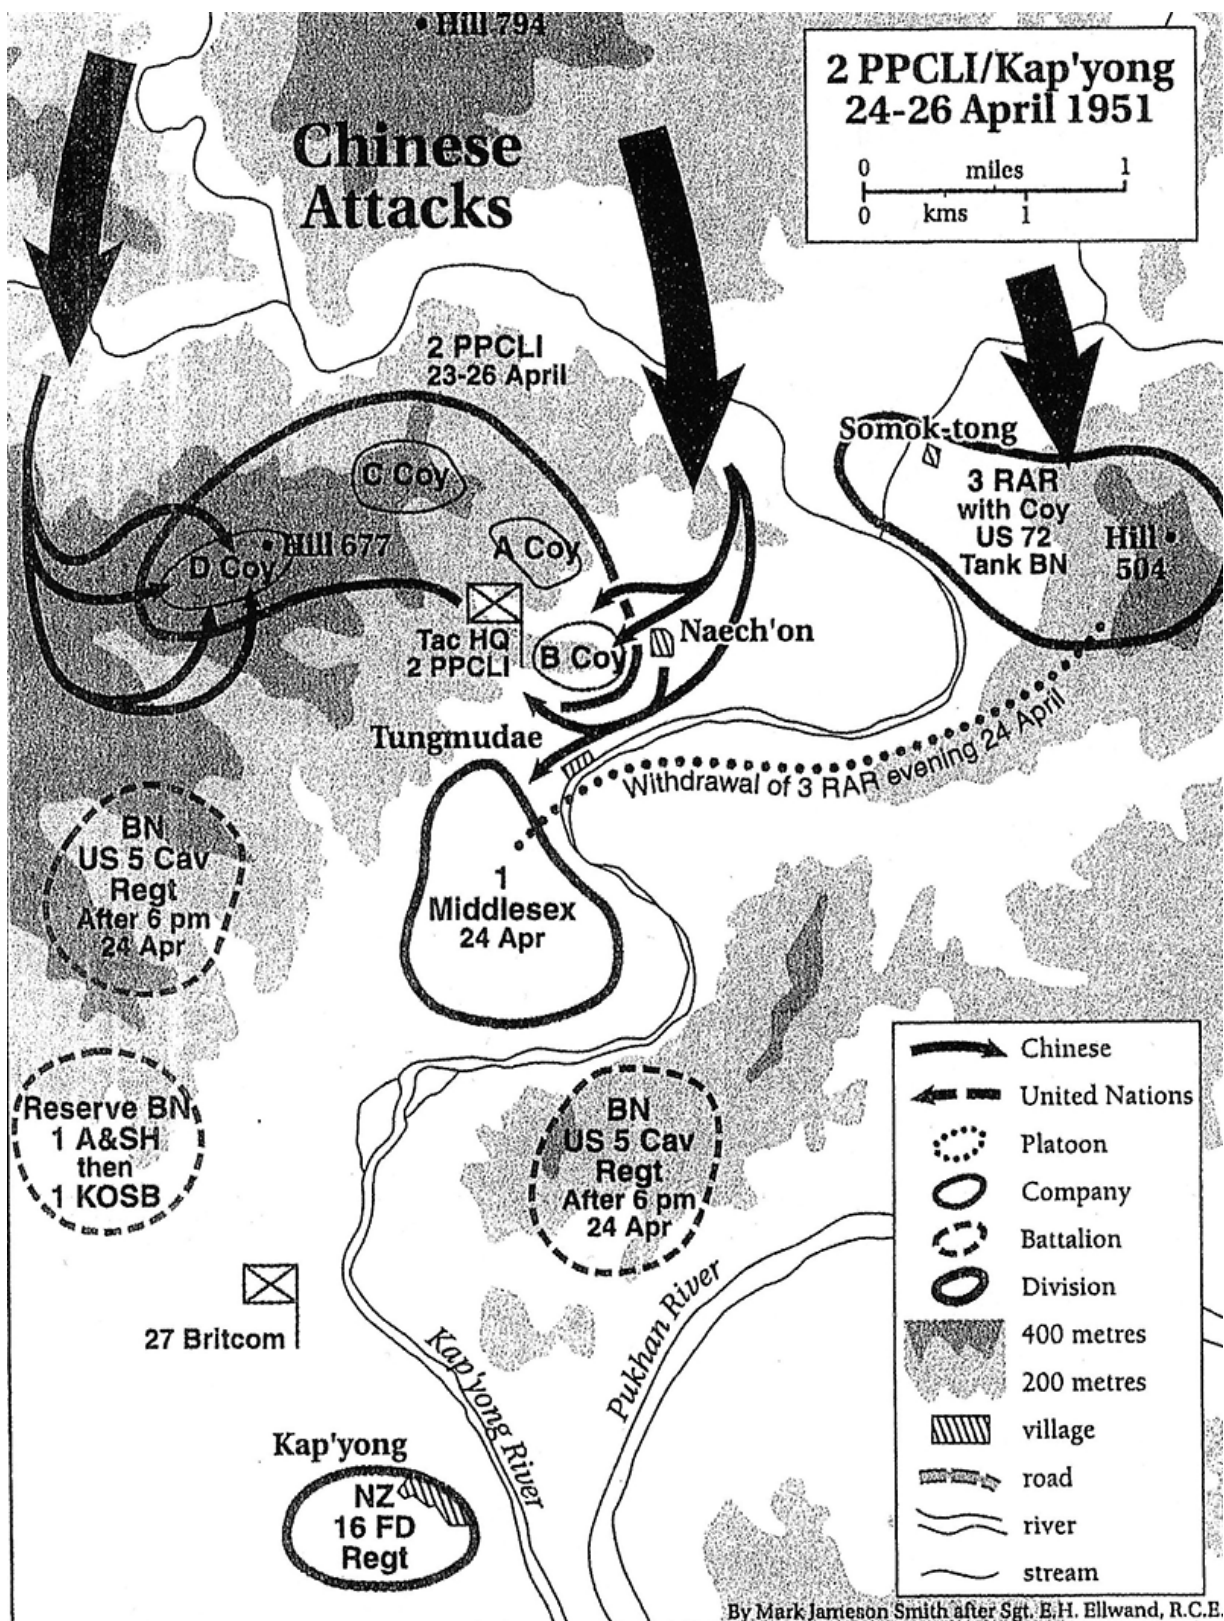 Hill 794
2 PPCLI/Kap'yong
24-26 April 1951
0 miles 1
0 kms 1
Chinese
Attacks
2 PPCLI
23-26 April
Somok-tong
C Coy
3 RAR
with Coy
US 72
Tank BN
Hill
504
A Coy
Hill 677
D Coy
Tac HQ
2 PPCLI
B Coy
Naech'on
Tungmudae
Withdrawal of 3 RAR evening 24 April
BN
US 5 Cav
Regt
After 6 pm
24 Apr
1
Middlesex
24 Apr
Reserve BN
1 A&SH
then
1 KOSB
BN
US 5 Cav
Regt
After 6 pm
24 Apr
27 Britcom
Kap'yong River
Pukhan River
Kap'yong
NZ
16 FD
Regt
Chinese
United Nations
Platoon
Company
Battalion
Division
400 metres
200 metres
village
road
river
stream
By Mark Jameson Smith after Sgt. E.H. Ellwand, R.C.E.